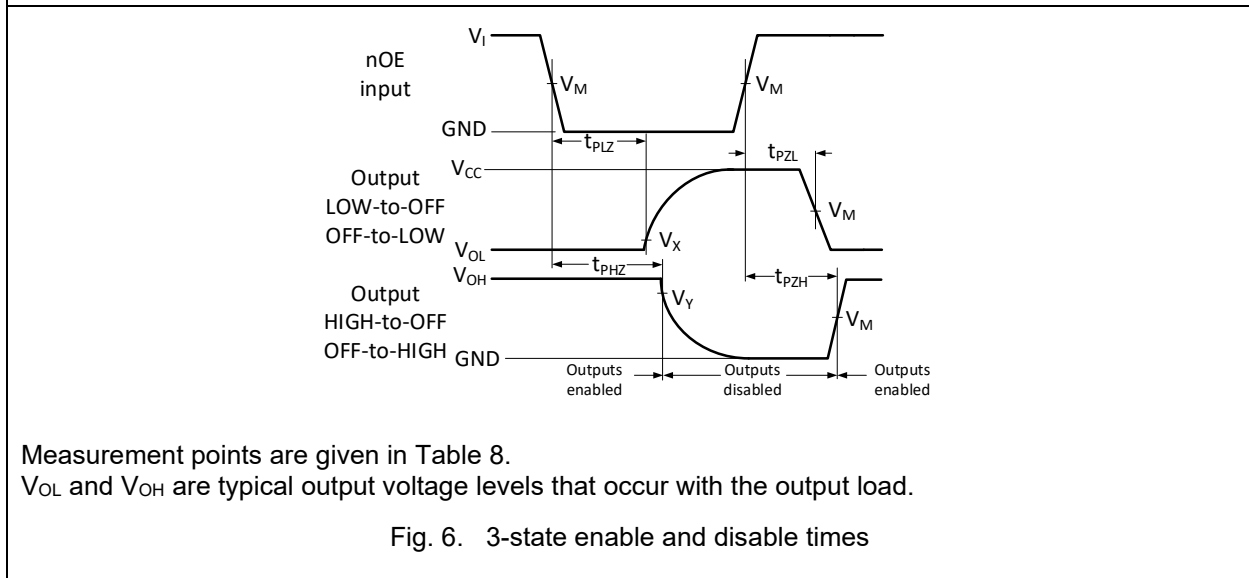 V_I
nOE
input
V_M
V_M
GND
t_PLZ
t_PZL
V_CC
Output
LOW-to-OFF
OFF-to-LOW
V_M
V_X
V_OL
t_PHZ
V_OH
t_PZH
V_Y
Output
HIGH-to-OFF
OFF-to-HIGH
V_M
GND
Outputs
enabled
Outputs
disabled
Outputs
enabled
Measurement points are given in Table 8.
V_OL and V_OH are typical output voltage levels that occur with the output load.
Fig. 6. 3-state enable and disable times